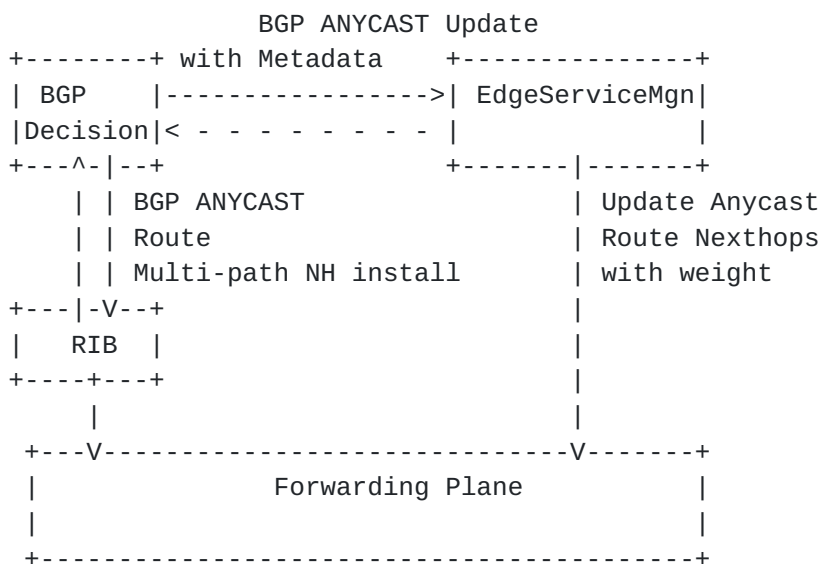 BGP ANYCAST Update
with Metadata
BGP EdgeServiceMgn
Decision
BGP ANYCAST Update Anycast
Route Route Nexthops
Multi-path NH install with weight
RIB
Forwarding Plane